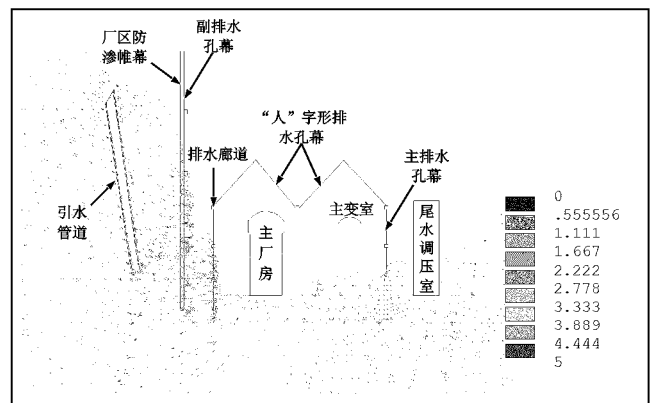 厂区防
渗帷幕
副排水
孔幕
“人”字形排
水孔幕
排水廊道
主排水
孔幕
引水
管道
主厂房
主变室
尾水调压室
0
.555556
1.111
1.667
2.222
2.778
3.333
3.889
4.444
5